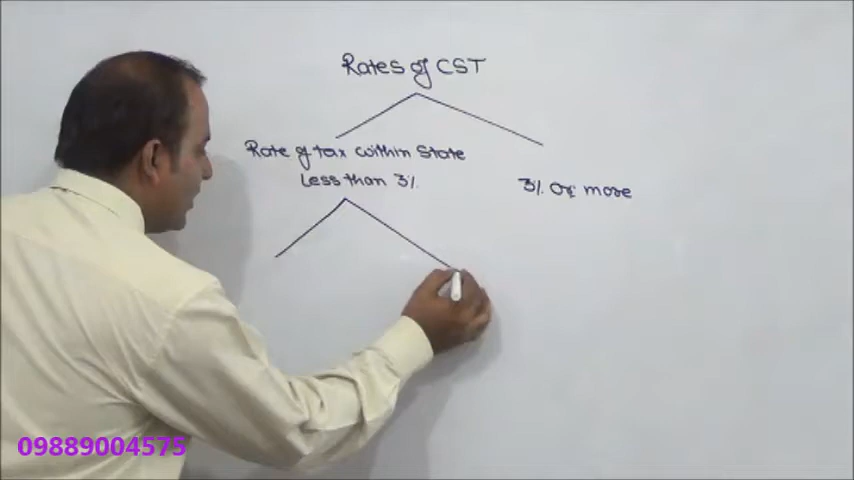 Rates of CST
Rate of tax within State
less than 3%
3% Or more
09889004575